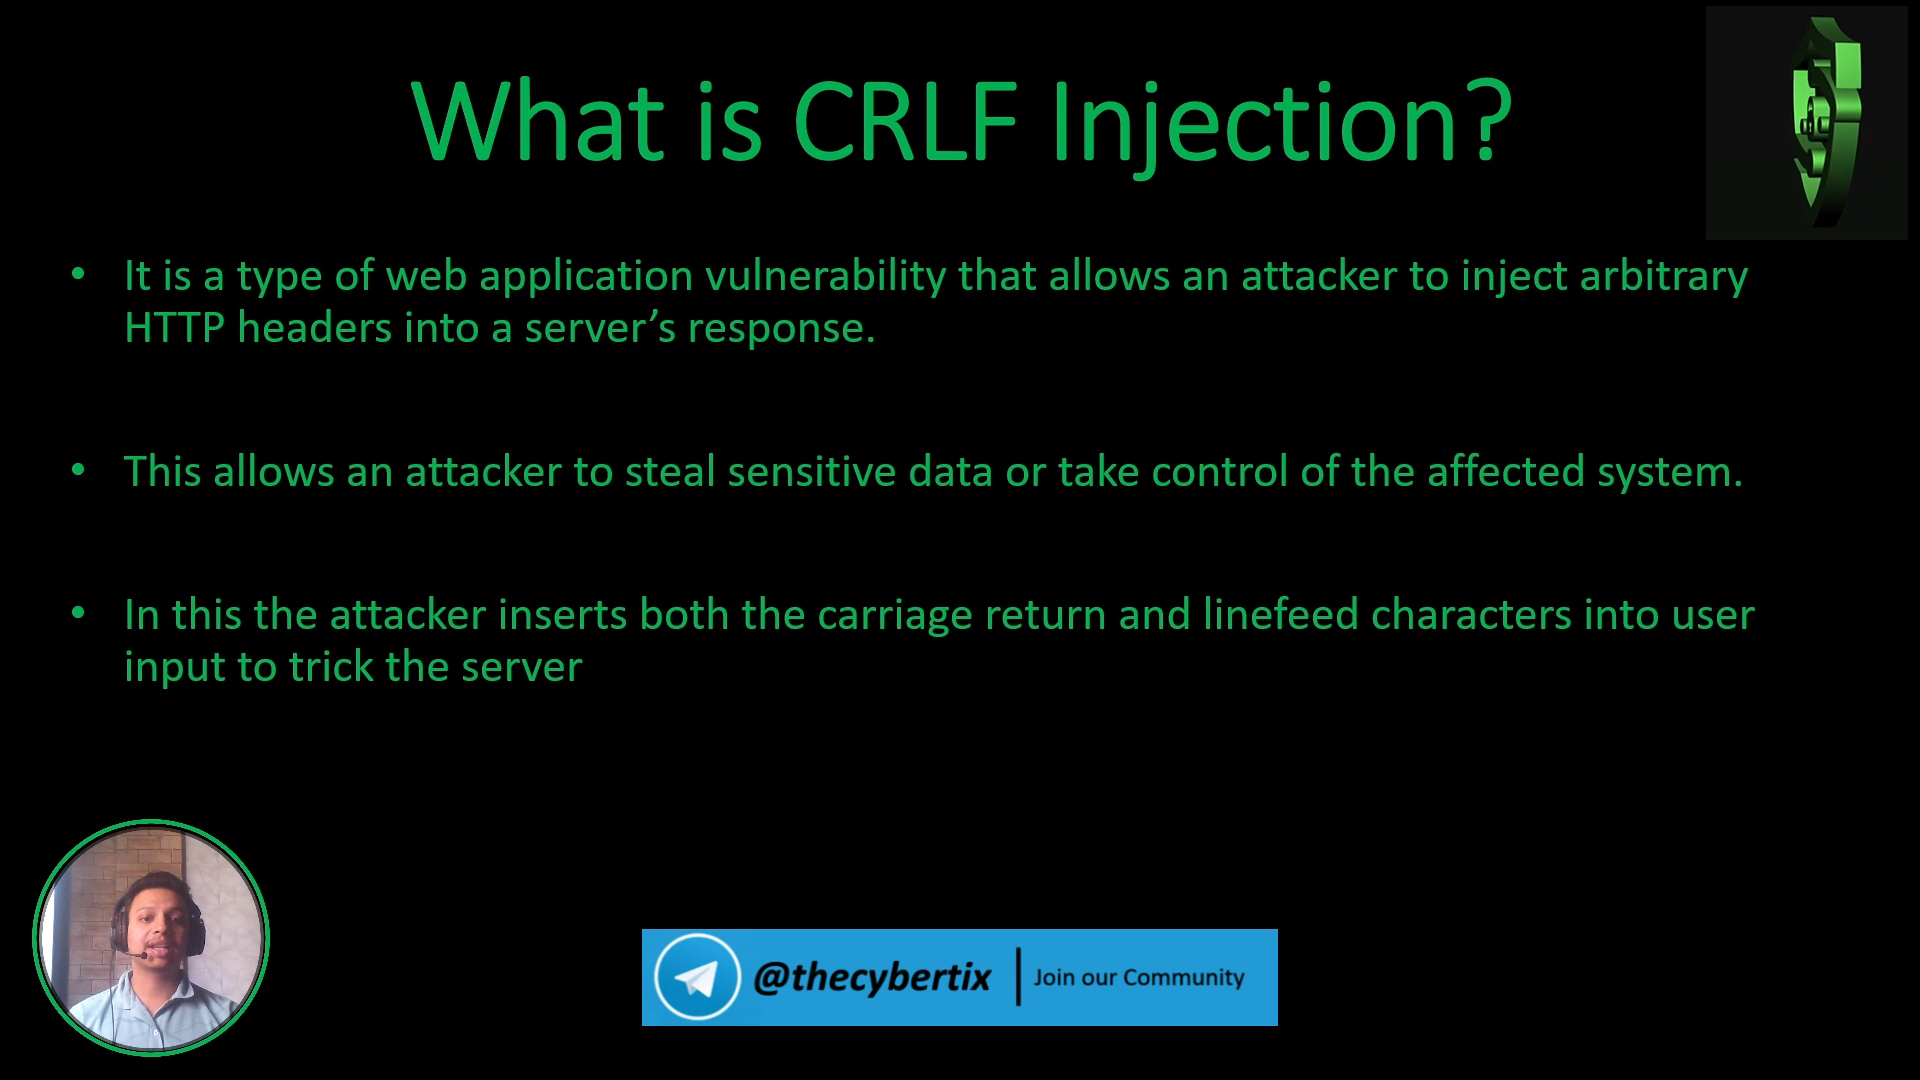 What is CRLF Injection?
• It is a type of web application vulnerability that allows an attacker to inject arbitrary
HTTP headers into a server’s response.
• This allows an attacker to steal sensitive data or take control of the affected system.
• In this the attacker inserts both the carriage return and linefeed characters into user
input to trick the server
@thecybertix | Join our Community